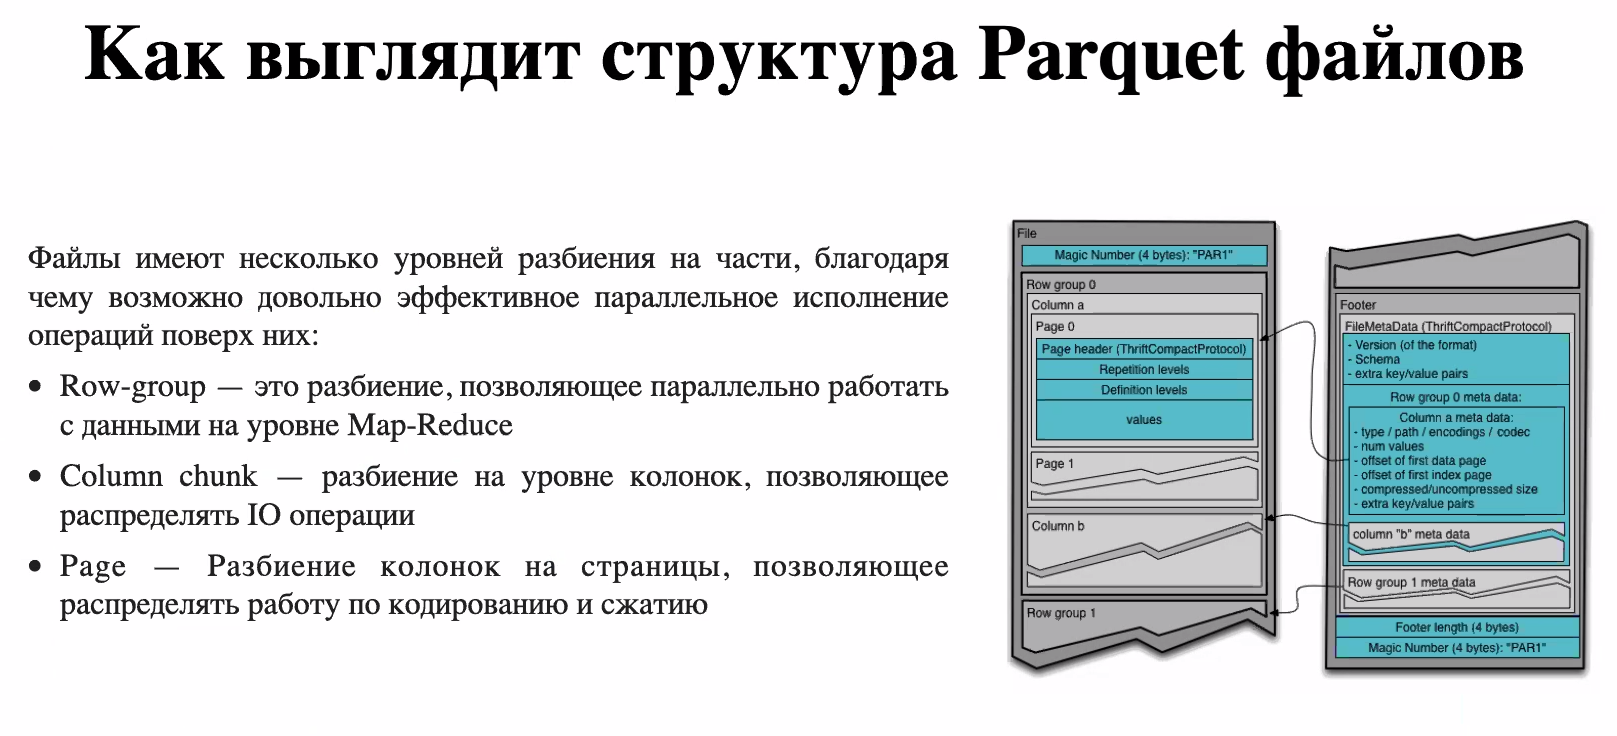 Как выглядит структура Parquet файлов
Файлы имеют несколько уровней разбиения на части, благодаря
чему возможно довольно эффективное параллельное исполнение
операций поверх них:
• Row-group — это разбиение, позволяющее параллельно работать
с данными на уровне Map-Reduce
• Column chunk — разбиение на уровне колонок, позволяющее
распределять IO операции
• Page — Разбиение колонок на страницы, позволяющее
распределять работу по кодированию и сжатию
File
Magic Number (4 bytes): "PAR1"
Row group 0
Column a
Page 0
Page header (ThriftCompactProtocol)
Repetition levels
Definition levels
values
Page 1
Column b
Row group 1
Footer
FileMetaData (ThriftCompactProtocol)
- Version (of the format)
- Schema
- extra key/value pairs
Row group 0 meta data:
Column a meta data:
- type / path / encodings / codec
- num values
- offset of first data page
- offset of first index page
- compressed/uncompressed size
- extra key/value pairs
column "b" meta data
Row group 1 meta data
Footer length (4 bytes)
Magic Number (4 bytes): "PAR1"